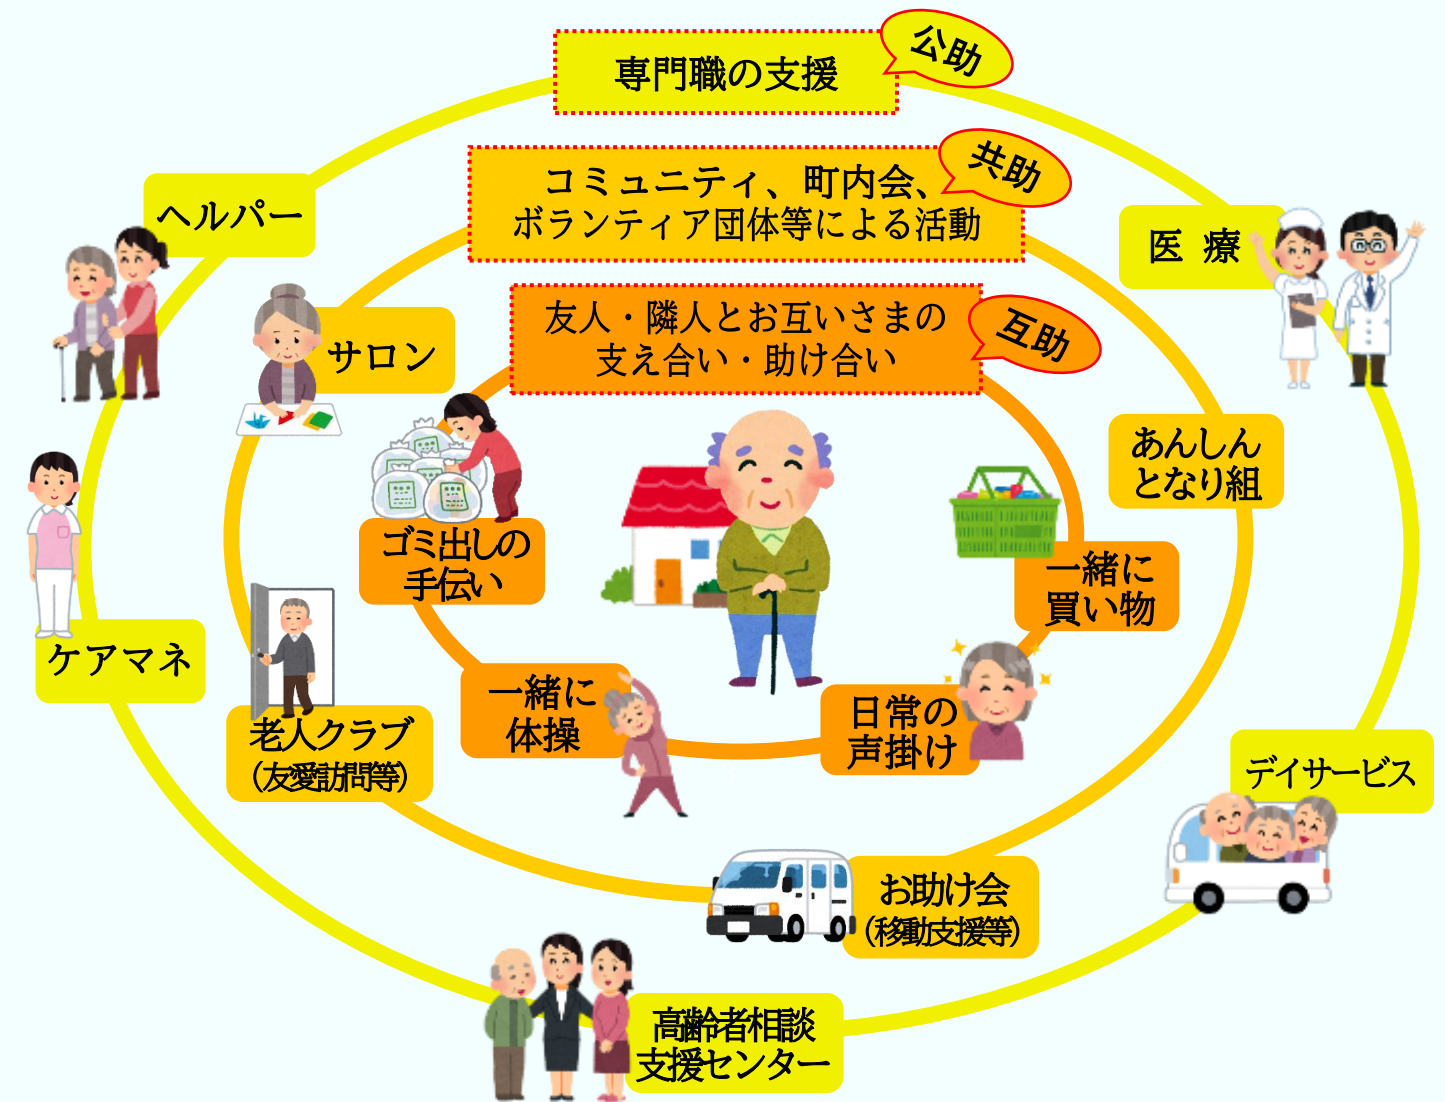 専門職の支援
公助
コミュニティ、町内会、
ボランティア団体等による活動
共助
友人・隣人とお互いさまの
支え合い・助け合い
互助
ヘルパー
医 療
サロン
あんしん
となり組
ゴミ出しの
手伝い
一緒に
買い物
ケアマネ
一緒に
体操
日常の
声掛け
老人クラブ
（友愛訪問等）
デイサービス
お助け会
（移動支援等）
高齢者相談
支援センター